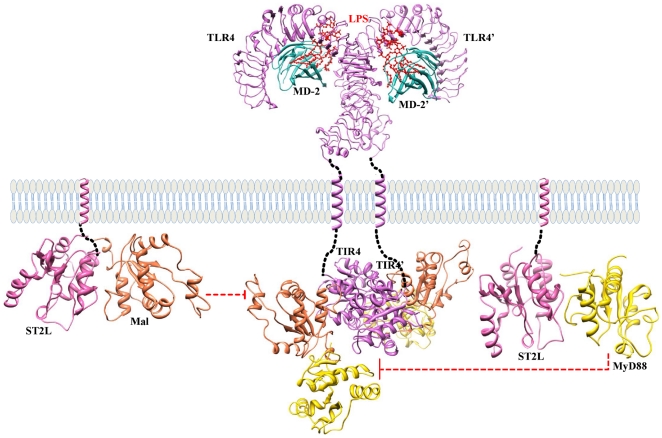 LPS
TLR4
TLR4'
MD-2
MD-2'
TIR4
TIR4'
ST2L
Mal
ST2L
MyD88